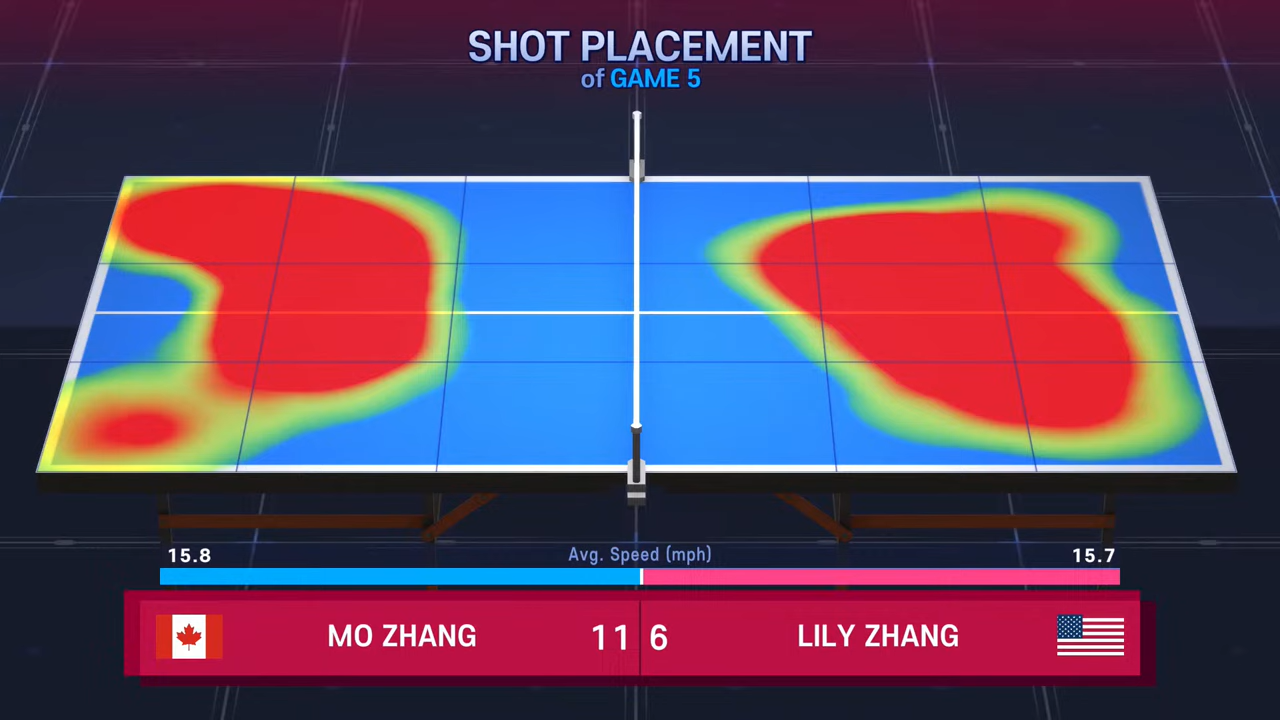 SHOT PLACEMENT
of GAME 5
15.8 Avg. Speed (mph) 15.7
MO ZHANG 11 6 LILY ZHANG